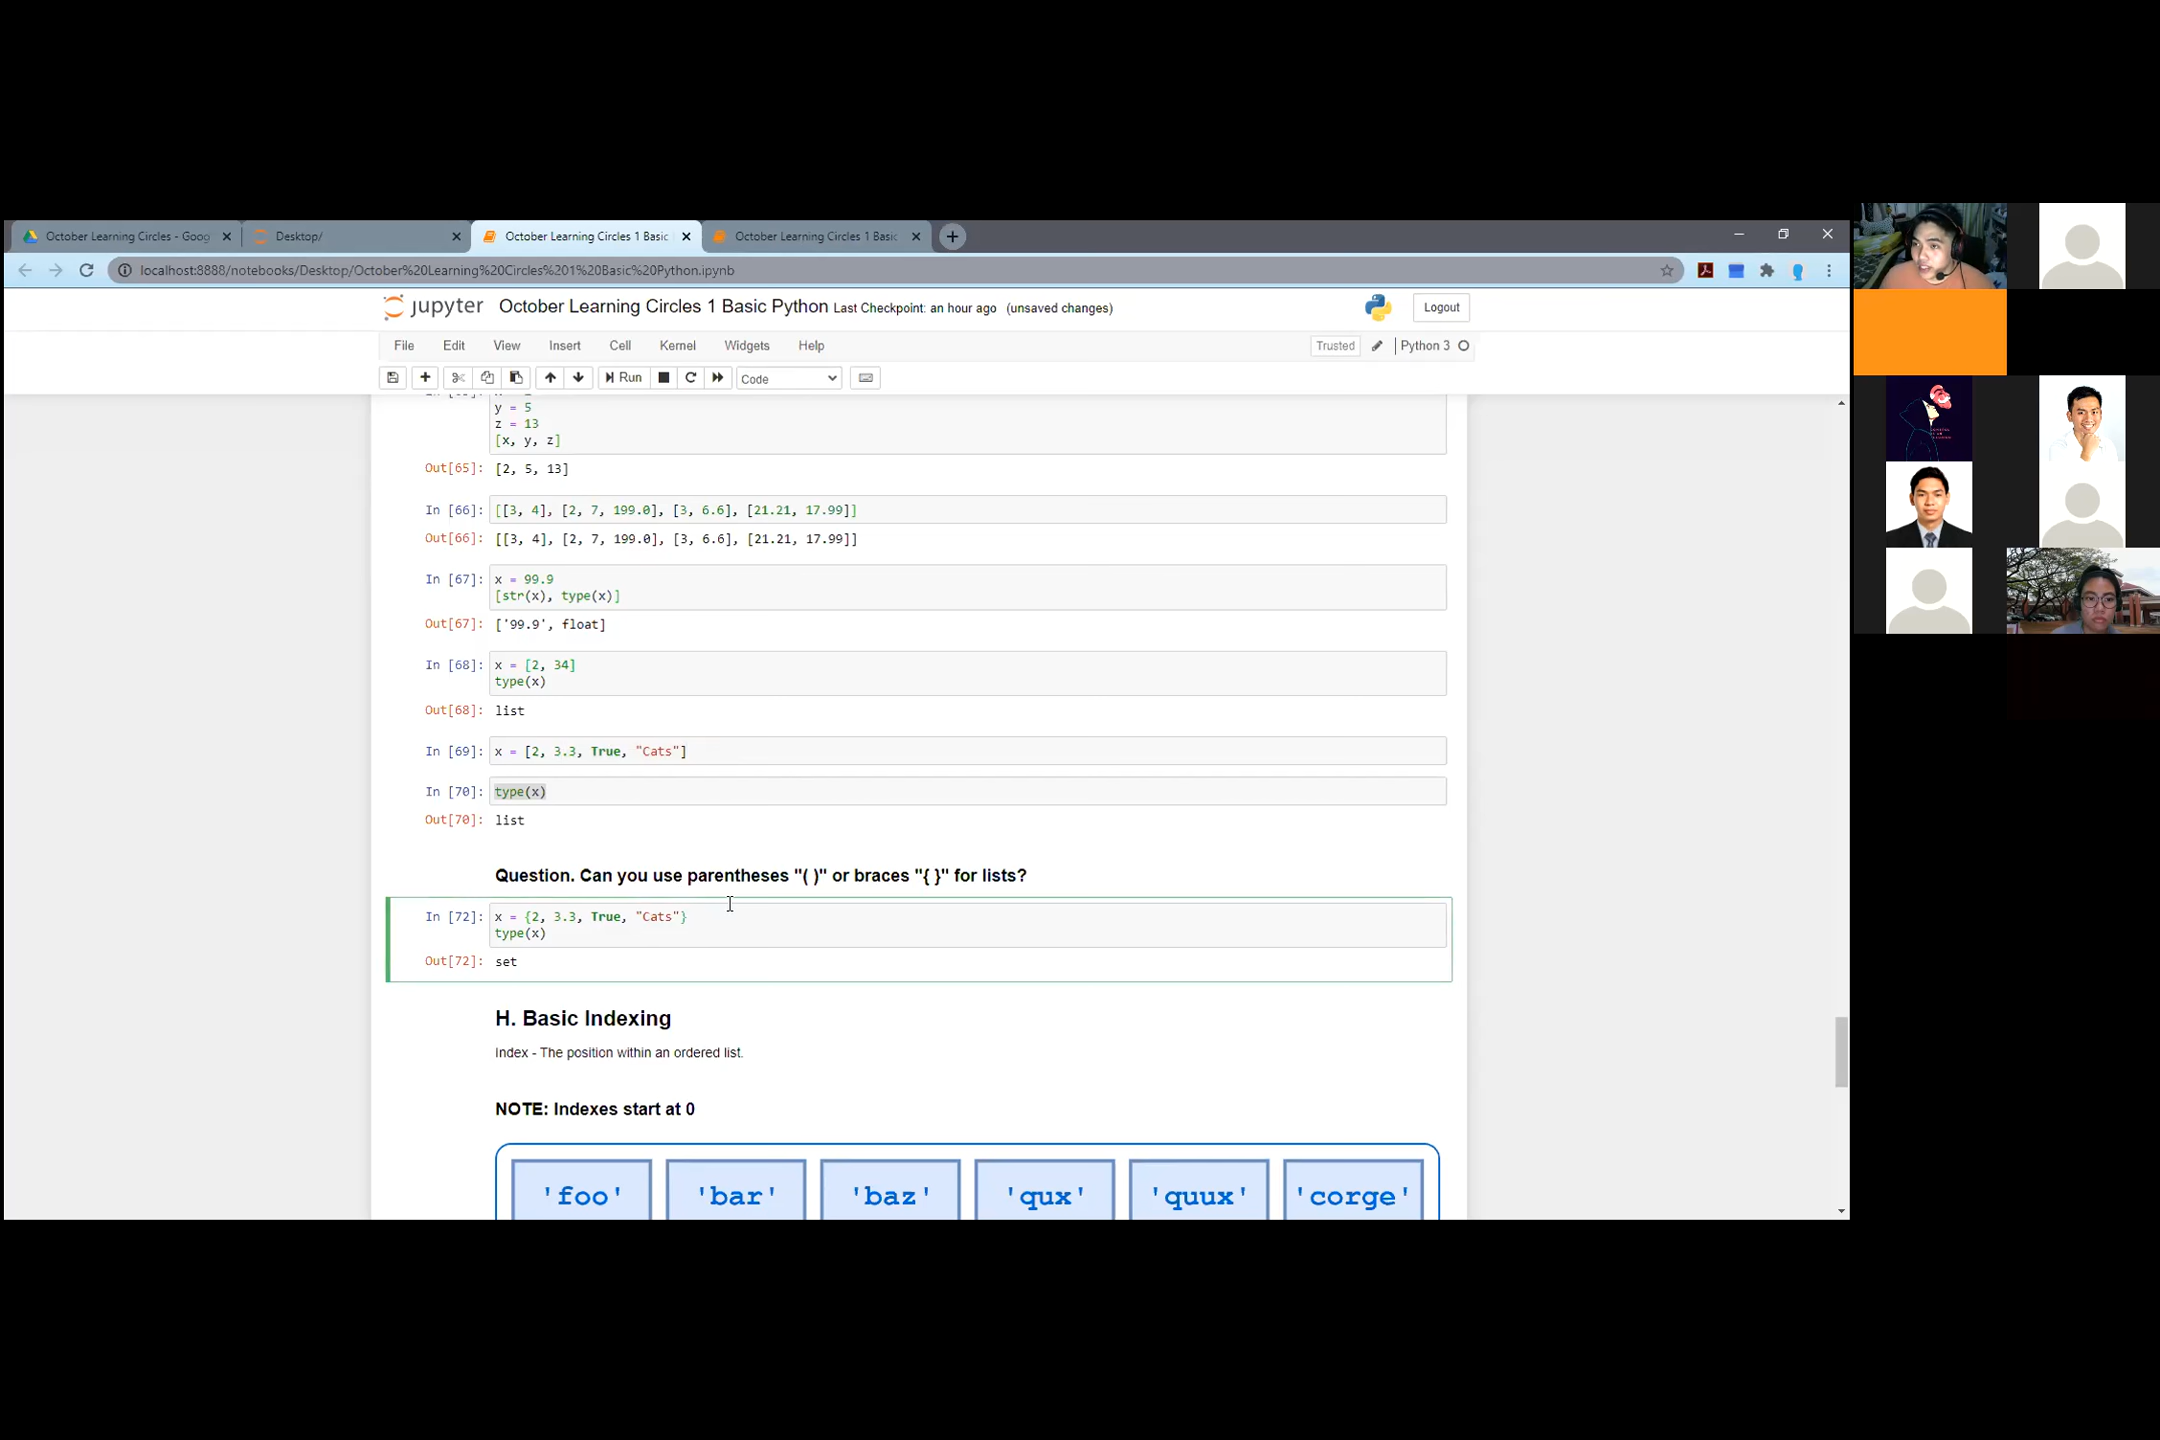 October Learning Circles - Goog
Desktop/
October Learning Circles 1 Basic
October Learning Circles 1 Basic
localhost:8888/notebooks/Desktop/October%20Learning%20Circles%201%20Basic%20Python.ipynb
jupyter October Learning Circles 1 Basic Python Last Checkpoint: an hour ago (unsaved changes)
Logout
File Edit View Insert Cell Kernel Widgets Help
Trusted Python 3
Run Code
y = 5
z = 13
[x, y, z]
Out[65]: [2, 5, 13]
In [66]: [[3, 4], [2, 7, 199.0], [3, 6.6], [21.21, 17.99]]
Out[66]: [[3, 4], [2, 7, 199.0], [3, 6.6], [21.21, 17.99]]
In [67]: x = 99.9
[str(x), type(x)]
Out[67]: ['99.9', float]
In [68]: x = [2, 34]
type(x)
Out[68]: list
In [69]: x = [2, 3.3, True, "Cats"]
In [70]: type(x)
Out[70]: list
Question. Can you use parentheses "( )" or braces "{ }" for lists?
In [72]: x = {2, 3.3, True, "Cats"}
type(x)
Out[72]: set
H. Basic Indexing
Index - The position within an ordered list.
NOTE: Indexes start at 0
'foo' 'bar' 'baz' 'qux' 'quux' 'corge'